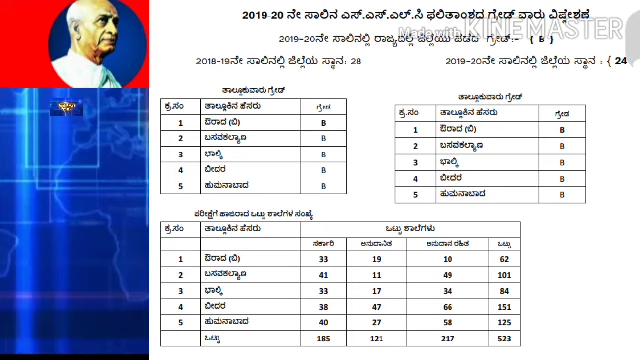 2019-20 ನೇ ಸಾಲಿನ ಎಸ್.ಎಸ್.ಎಲ್.ಸಿ ಫಲಿತಾಂಶದ ಗ್ರೇಡ್ ವಾರು ವಿಶ್ಲೇಶಣೆ
Made with KINEMASTER
2019-20ನೇ ಸಾಲಿನಲ್ಲಿ ರಾಜ್ಯದಲ್ಲಿ ಜಿಲ್ಲೆಯು ಪಡೆದ ಗ್ರೇಡ್:- { B }
2018-19ನೇ ಸಾಲಿನಲ್ಲಿ ಜಿಲ್ಲೆಯ ಸ್ಥಾನ: 28 2019-20ನೇ ಸಾಲಿನಲ್ಲಿ ಜಿಲ್ಲೆಯ ಸ್ಥಾನ : { 24
ತಾಲ್ಲೂಕುವಾರು ಗ್ರೇಡ್
ಕ್ರ.ಸಂ ತಾಲ್ಲೂಕಿನ ಹೆಸರು ಗ್ರೇಡ
1 ಔರಾದ (ಬಿ) B
2 ಬಸವಕಲ್ಯಾಣ B
3 ಭಾಲ್ಕಿ B
4 ಬೀದರ B
5 ಹುಮನಾಬಾದ B
ತಾಲ್ಲೂಕುವಾರು ಗ್ರೇಡ್
ಕ್ರ.ಸಂ ತಾಲ್ಲೂಕಿನ ಹೆಸರು ಗ್ರೇಡ
1 ಔರಾದ (ಬಿ) B
2 ಬಸವಕಲ್ಯಾಣ B
3 ಭಾಲ್ಕಿ B
4 ಬೀದರ B
5 ಹುಮನಾಬಾದ B
ಪರೀಕ್ಷೆಗೆ ಹಾಜರಾದ ಒಟ್ಟು ಶಾಲೆಗಳ ಸಂಖ್ಯೆ
ಕ್ರ.ಸಂ ತಾಲ್ಲೂಕಿನ ಹೆಸರು ಒಟ್ಟು ಶಾಲೆಗಳು
ಸರ್ಕಾರಿ ಅನುದಾನಿತ ಅನುದಾನ ರಹಿತ ಒಟ್ಟು
1 ಔರಾದ (ಬಿ) 33 19 10 62
2 ಬಸವಕಲ್ಯಾಣ 41 11 49 101
3 ಭಾಲ್ಕಿ 33 17 34 84
4 ಬೀದರ 38 47 66 151
5 ಹುಮನಾಬಾದ 40 27 58 125
ಒಟ್ಟು 185 121 217 523